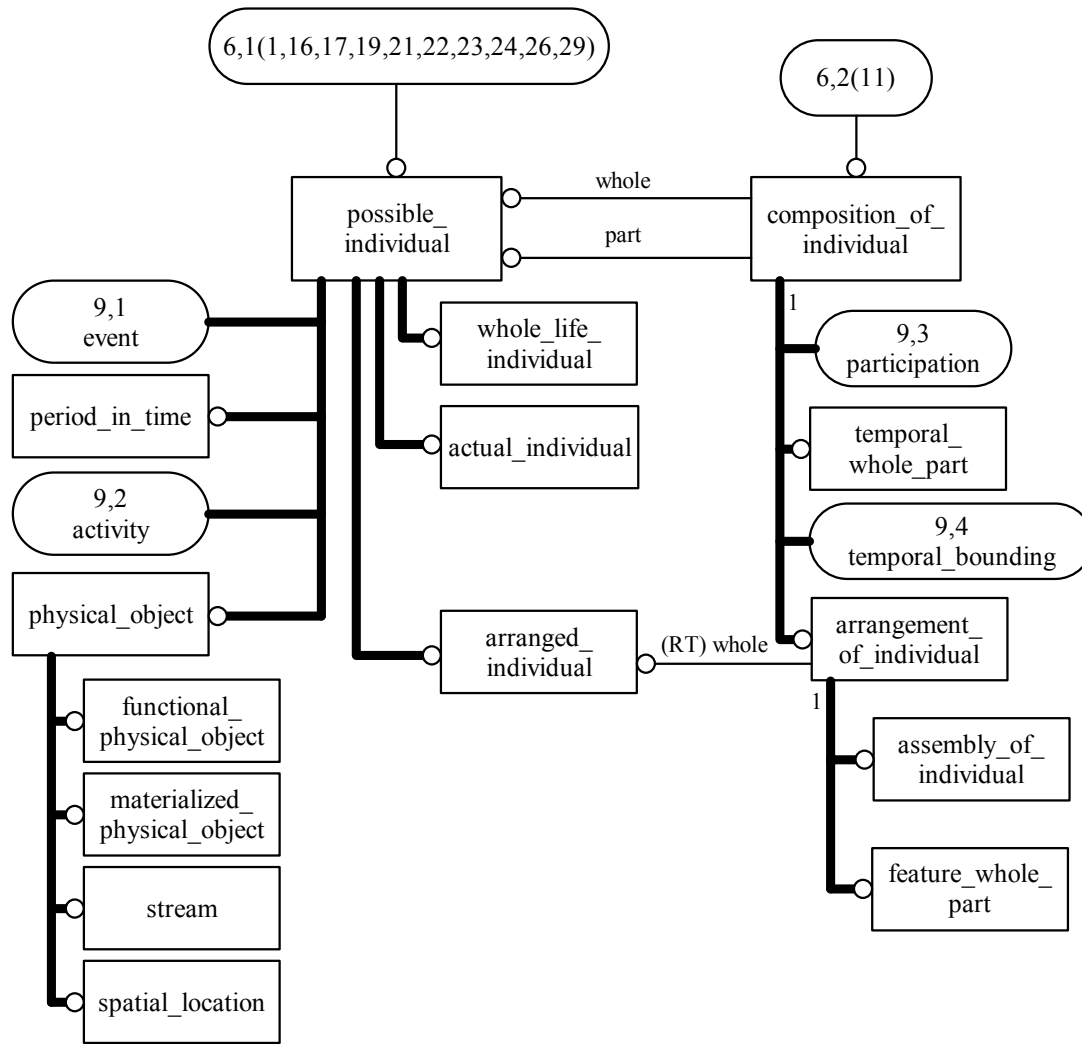 6,1(1,16,17,19,21,22,23,24,26,29)
6,2(11)
possible_
individual
whole
part
composition_of_
individual
1
9,1
event
whole_life_
individual
9,3
participation
period_in_time
actual_individual
temporal_
whole_part
9,2
activity
9,4
temporal_bounding
physical_object
arranged_
individual
(RT) whole
arrangement_
of_individual
1
functional_
physical_object
assembly_of_
individual
materialized_
physical_object
feature_whole_
part
stream
spatial_location